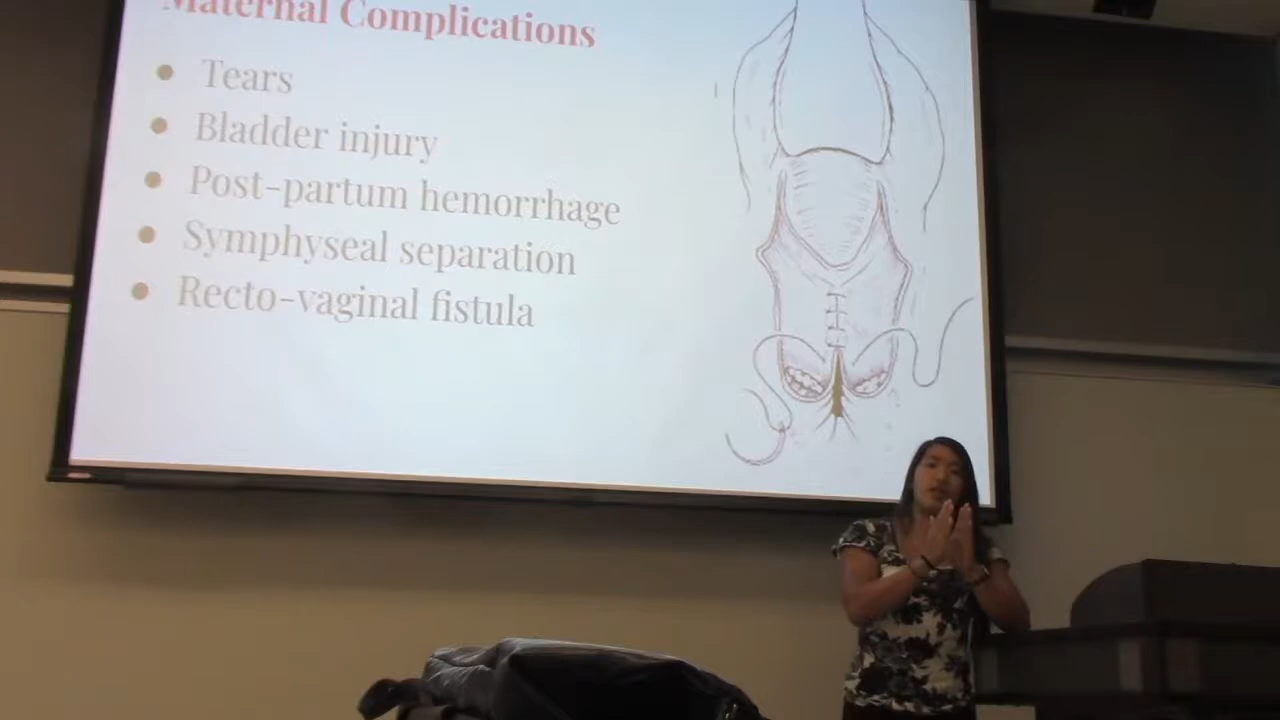 Maternal Complications
Tears
Bladder injury
Post-partum hemorrhage
Symphyseal separation
Recto-vaginal fistula